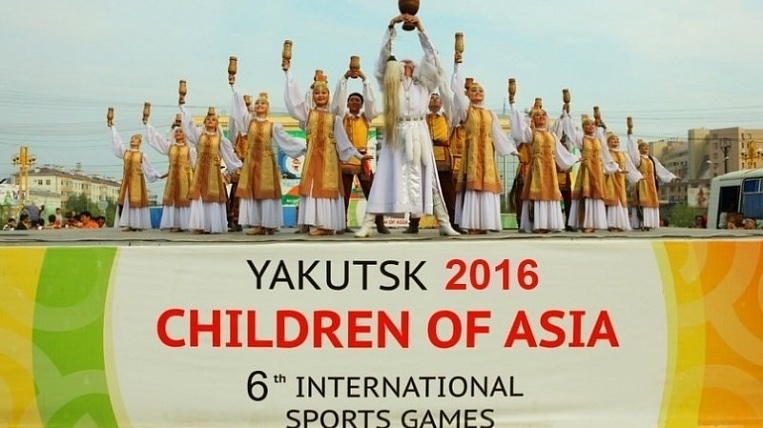 YAKUTSK 2016
CHILDREN OF ASIA
6th INTERNATIONAL
SPORTS GAMES